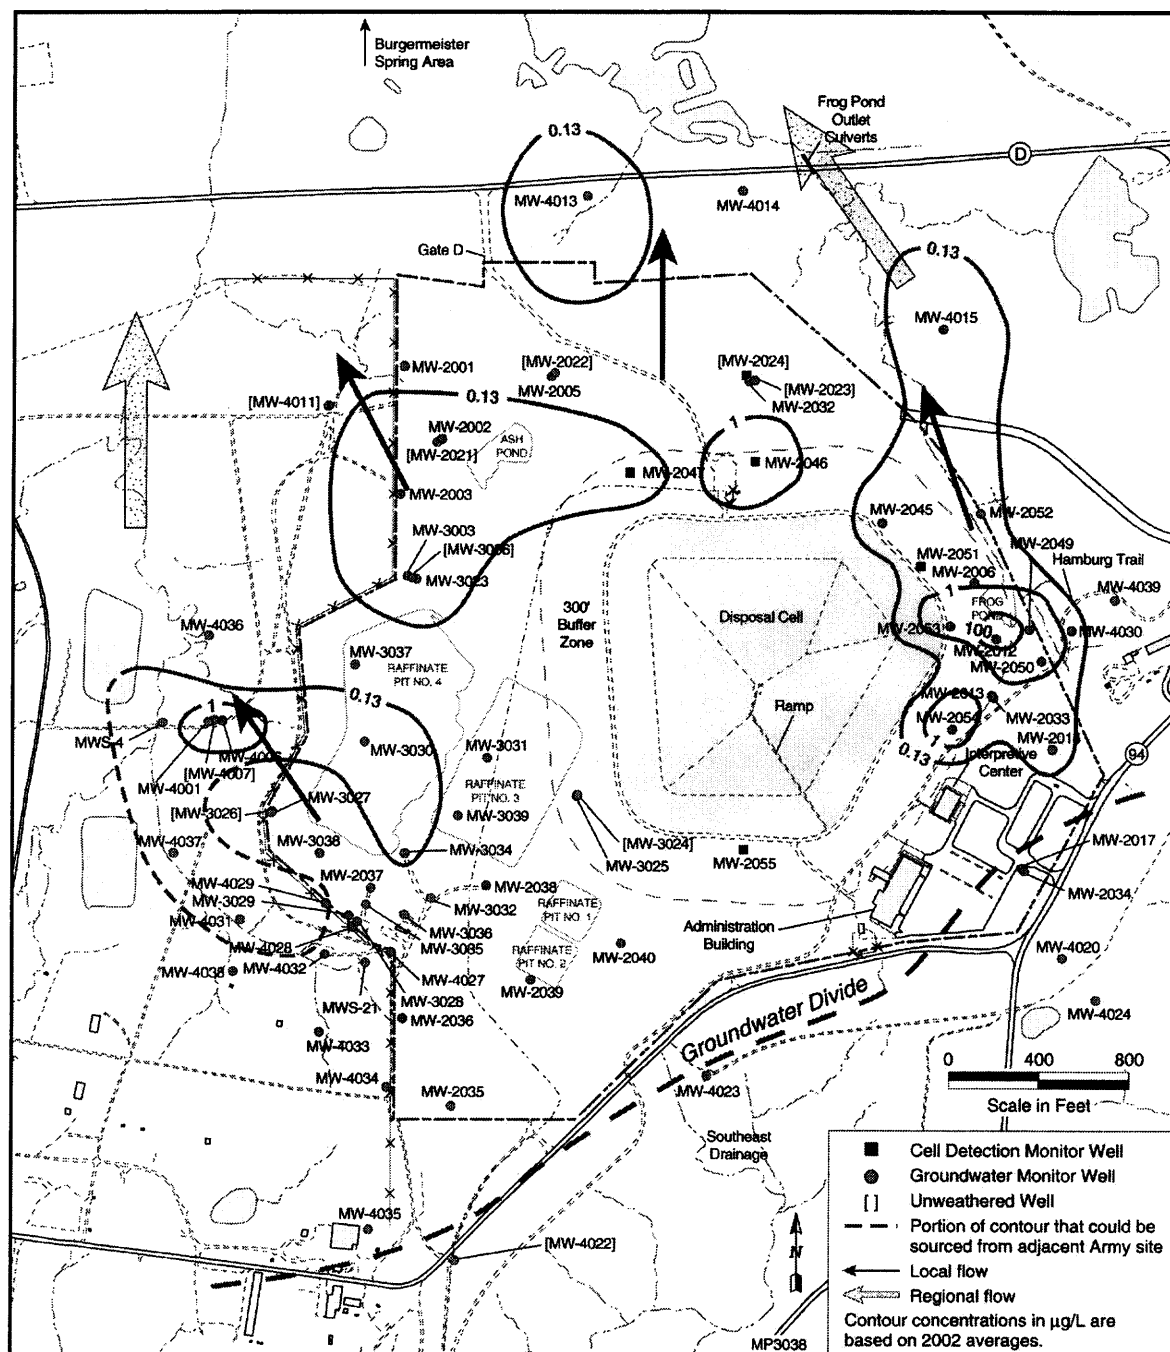 Burgermeister
Spring Area
Frog Pond
Outlet
Culverts
0.13
D
MW-4013
MW-4014
Gate D
0.13
MW-4015
MW-2001
[MW-2022]
MW-2005
[MW-2024]
[MW-2023]
MW-2032
[MW-4011]
0.13
MW-2002
[MW-2021]
ASH
POND
1
MW-2046
MW-2003
MW-2045
MW-2052
MW-3003
MW-3023
MW-2049
MW-2051
Hamburg Trail
MW-2006
MW-4039
300'
Buffer
Zone
Disposal Cell
1
FROG
POND
100
MW-4036
MW-2053
MW-4030
MW-2012
MW-2050
MW-3037
RAFFINATE
PIT NO. 4
0.13
MW-2013
Ramp
MW-2054
MW-2033
1
1
MWS-4
MW-4006
[MW-4007]
MW-4001
MW-3030
MW-3031
0.13
Interpretive
Center
94
RAFFINATE
PIT NO. 3
MW-3027
[MW-3026]
MW-3039
[MW-3024]
MW-3025
MW-2055
MW-2017
MW-4037
MW-3038
MW-3034
MW-2034
MW-4029
MW-2037
MW-2038
MW-3029
MW-3032
RAFFINATE
PIT NO. 1
MW-4031
MW-3036
Administration
Building
MW-4028
MW-4032
MW-4038
MW-4027
RAFFINATE
PIT NO. 2
MW-2040
MW-4020
MW-2039
MWS-21
MW-3028
MW-2036
Groundwater Divide
MW-4024
MW-4033
MW-4034
MW-2035
MW-4023
0 400 800
Scale in Feet
Southeast
Drainage
MW-4035
[MW-4022]
N
MP3038
Cell Detection Monitor Well
Groundwater Monitor Well
[ ] Unweathered Well
Portion of contour that could be
sourced from adjacent Army site
Local flow
Regional flow
Contour concentrations in µg/L are
based on 2002 averages.